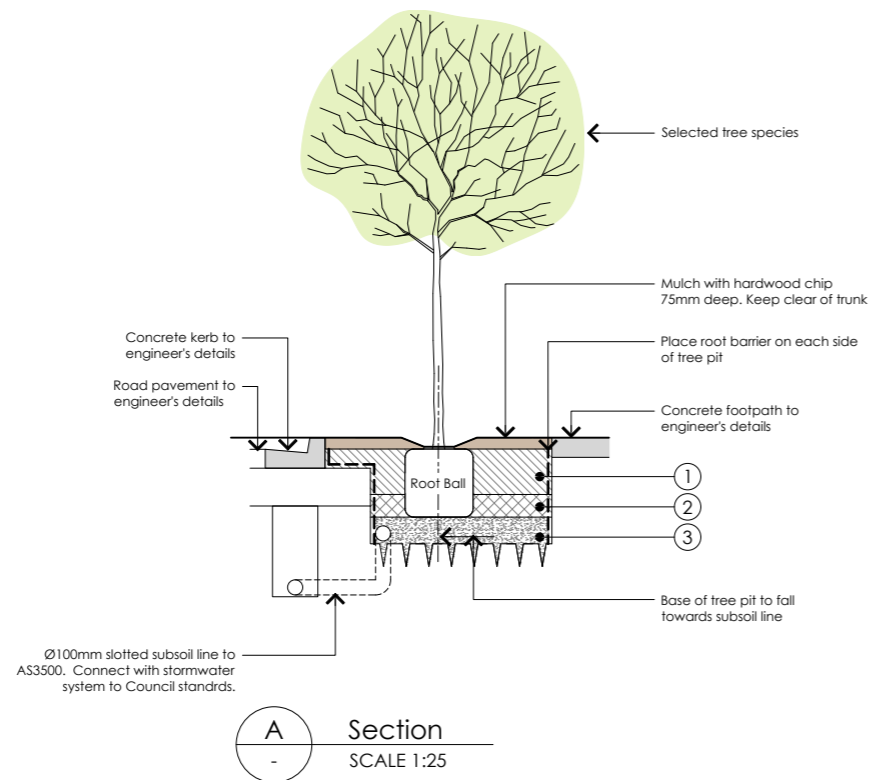 Selected tree species
Mulch with hardwood chip
75mm deep. Keep clear of trunk
Concrete kerb to
engineer's details
Place root barrier on each side
of tree pit
Road pavement to
engineer's details
Concrete footpath to
engineer's details
Root Ball
1
2
3
Base of tree pit to fall
towards subsoil line
Ø100mm slotted subsoil line to
AS3500. Connect with stormwater
system to Council standrds.
A
-
Section
SCALE 1:25